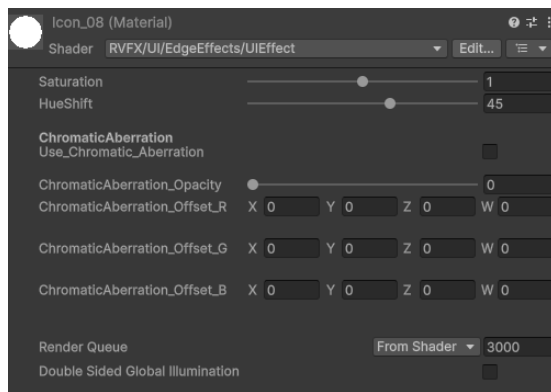 Icon_08 (Material)
Shader RVFX/UI/EdgeEffects/UIEffect Edit...
Saturation 1
HueShift 45
ChromaticAberration
Use_Chromatic_Aberration
ChromaticAberration_Opacity 0
ChromaticAberration_Offset_R X 0 Y 0 Z 0 W 0
ChromaticAberration_Offset_G X 0 Y 0 Z 0 W 0
ChromaticAberration_Offset_B X 0 Y 0 Z 0 W 0
Render Queue From Shader 3000
Double Sided Global Illumination